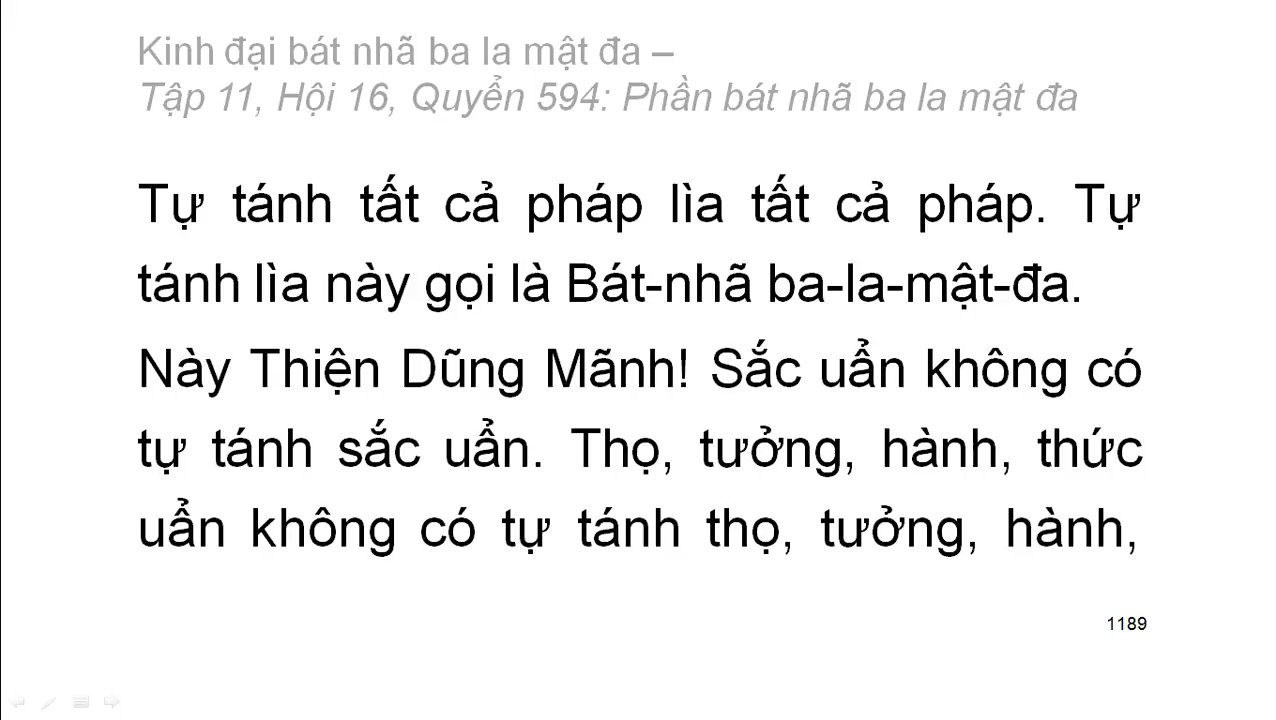 Kinh đại bát nhã ba la mật đa –
Tập 11, Hội 16, Quyển 594: Phần bát nhã ba la mật đa
Tự tánh tất cả pháp lìa tất cả pháp. Tự
tánh lìa này gọi là Bát-nhã ba-la-mật-đa.
Này Thiện Dũng Mãnh! Sắc uẩn không có
tự tánh sắc uẩn. Thọ, tưởng, hành, thức
uẩn không có tự tánh thọ, tưởng, hành,
1189